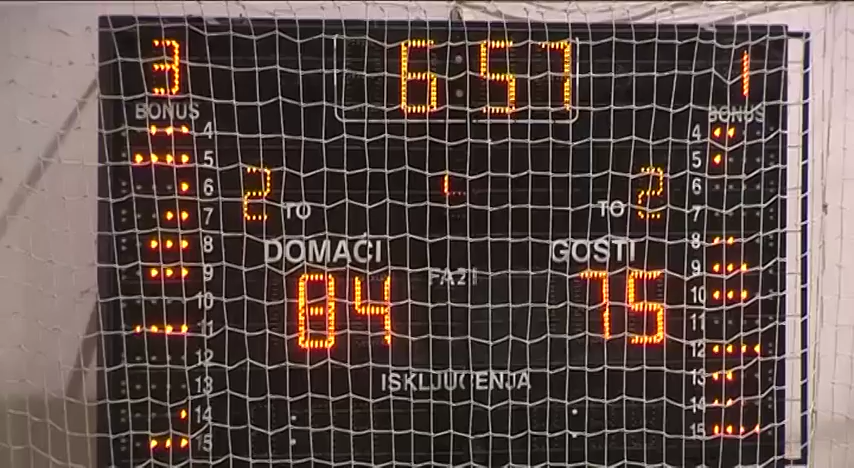 3 6:57 1
BONUS BONUS
4 4
5 5
6 6
7 7
2 TO TO 2
8 8
DOMAĆI GOSTI
9 9
FAZI
10 10
84 75
11 11
12 12
ISKLJUČENJA
13 13
14 14
15 15